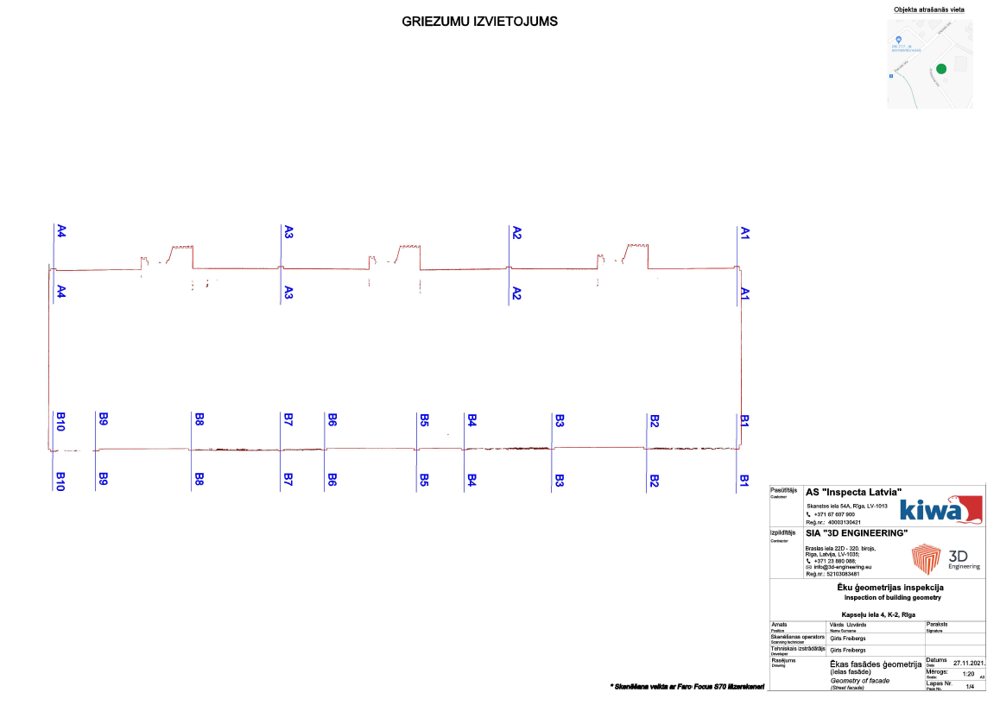 GRIEZUMU IZVIETOJUMS
Objekta atrašanās vieta
A4
A3
A2
A1
A4
A3
A2
A1
B10
B9
B8
B7
B6
B5
B4
B3
B2
B1
B10
B9
B8
B7
B6
B5
B4
B3
B2
B1
Pasūtītājs
Customer
AS "Inspecta Latvia"
Skanstes iela 54A, Rīga, LV-1013
+371 67 607 900
Reģ.nr.: 40003130421
kiwa
Izpildītājs
Contractor
SIA "3D ENGINEERING"
Braslas iela 22D - 320. birojs,
Rīga, Latvija, LV-1035;
+371 23 880 088;
info@3d-engineering.eu
Reģ.nr.: 52103083481
3D
Engineering
Ēku ģeometrijas inspekcija
Inspection of building geometry
Kapseļu iela 4, K-2, Rīga
Amats
Position
Vārds Uzvārds
Name Surname
Paraksts
Signature
Skenēšanas operators
Scanning technician
Ģirts Freibergs
Tehniskais izstrādātājs
Developer
Ģirts Freibergs
Rasējums
Drawing
Ēkas fasādes ģeometrija
(Ielas fasāde)
Geometry of facade
(Street facade)
Datums
Date
27.11.2021.
Mērogs:
Scale:
1:20
A3
Lapas Nr.
Page No.
1/4
* Skenēšana veikta ar Faro Focus S70 lāzerskeneri